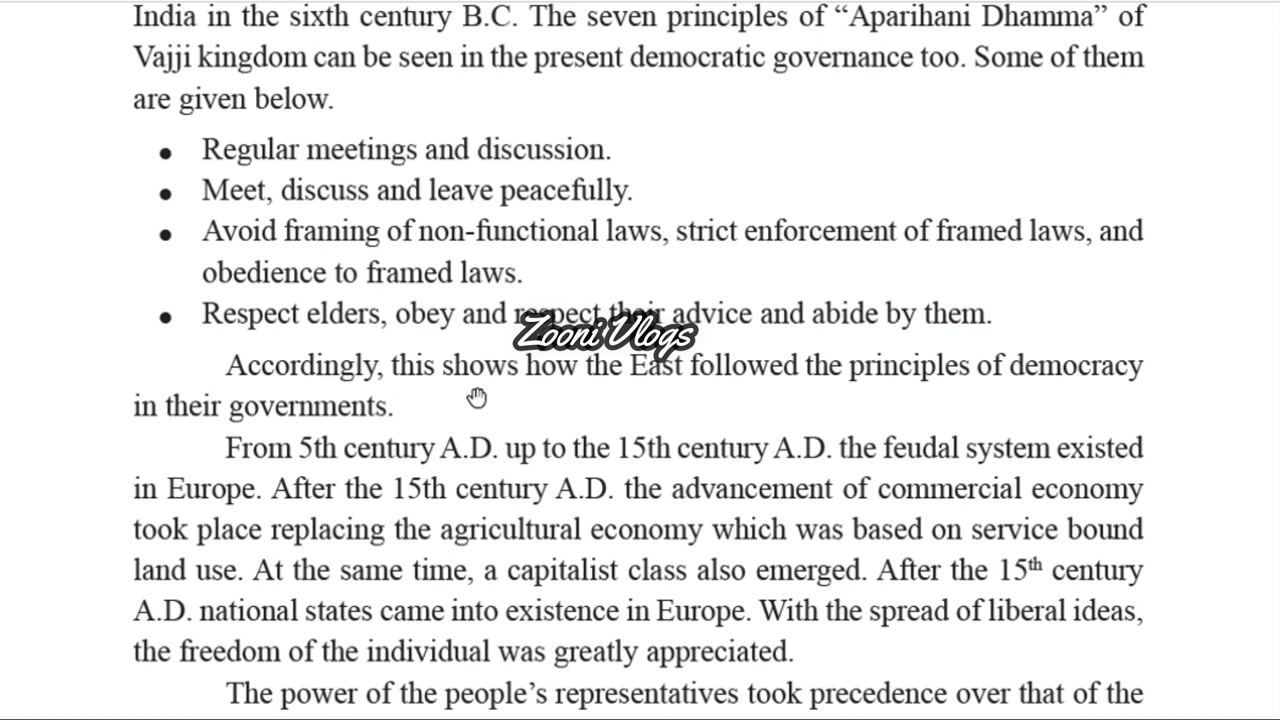 India in the sixth century B.C. The seven principles of “Aparihani Dhamma” of
Vajji kingdom can be seen in the present democratic governance too. Some of them
are given below.
• Regular meetings and discussion.
• Meet, discuss and leave peacefully.
• Avoid framing of non-functional laws, strict enforcement of framed laws, and
obedience to framed laws.
• Respect elders, obey and respect their advice and abide by them.
Zooni Vlogs
Accordingly, this shows how the East followed the principles of democracy
in their governments.
From 5th century A.D. up to the 15th century A.D. the feudal system existed
in Europe. After the 15th century A.D. the advancement of commercial economy
took place replacing the agricultural economy which was based on service bound
land use. At the same time, a capitalist class also emerged. After the 15th century
A.D. national states came into existence in Europe. With the spread of liberal ideas,
the freedom of the individual was greatly appreciated.
The power of the people’s representatives took precedence over that of the